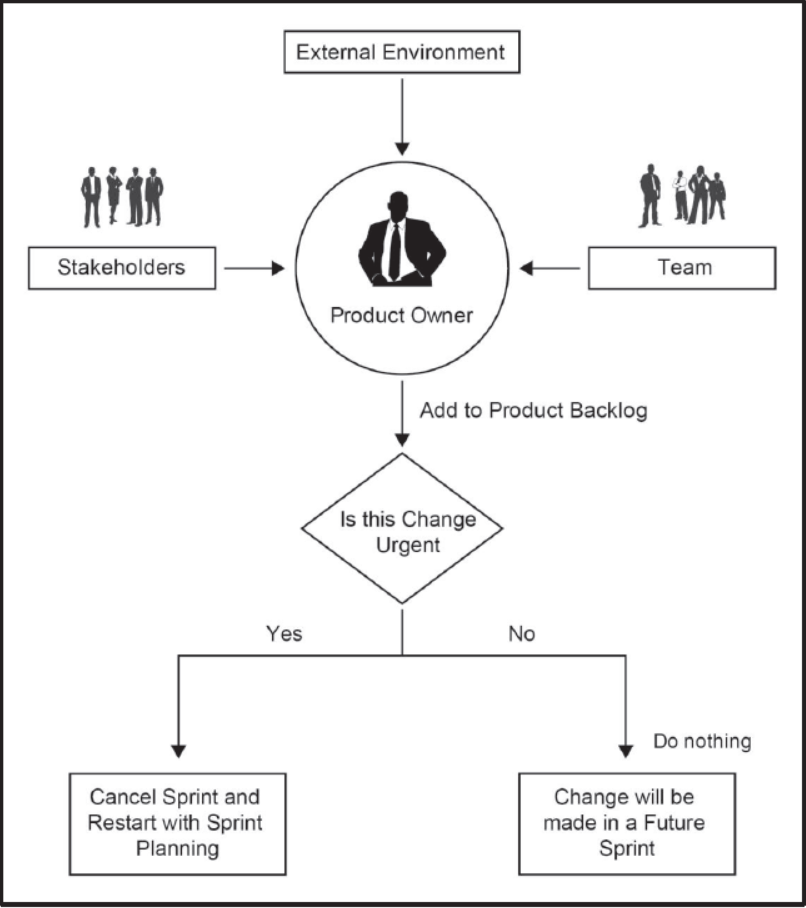 External Environment
Stakeholders
Team
Product Owner
Add to Product Backlog
Is this Change
Urgent
Yes
No
Do nothing
Cancel Sprint and
Restart with Sprint
Planning
Change will be
made in a Future
Sprint